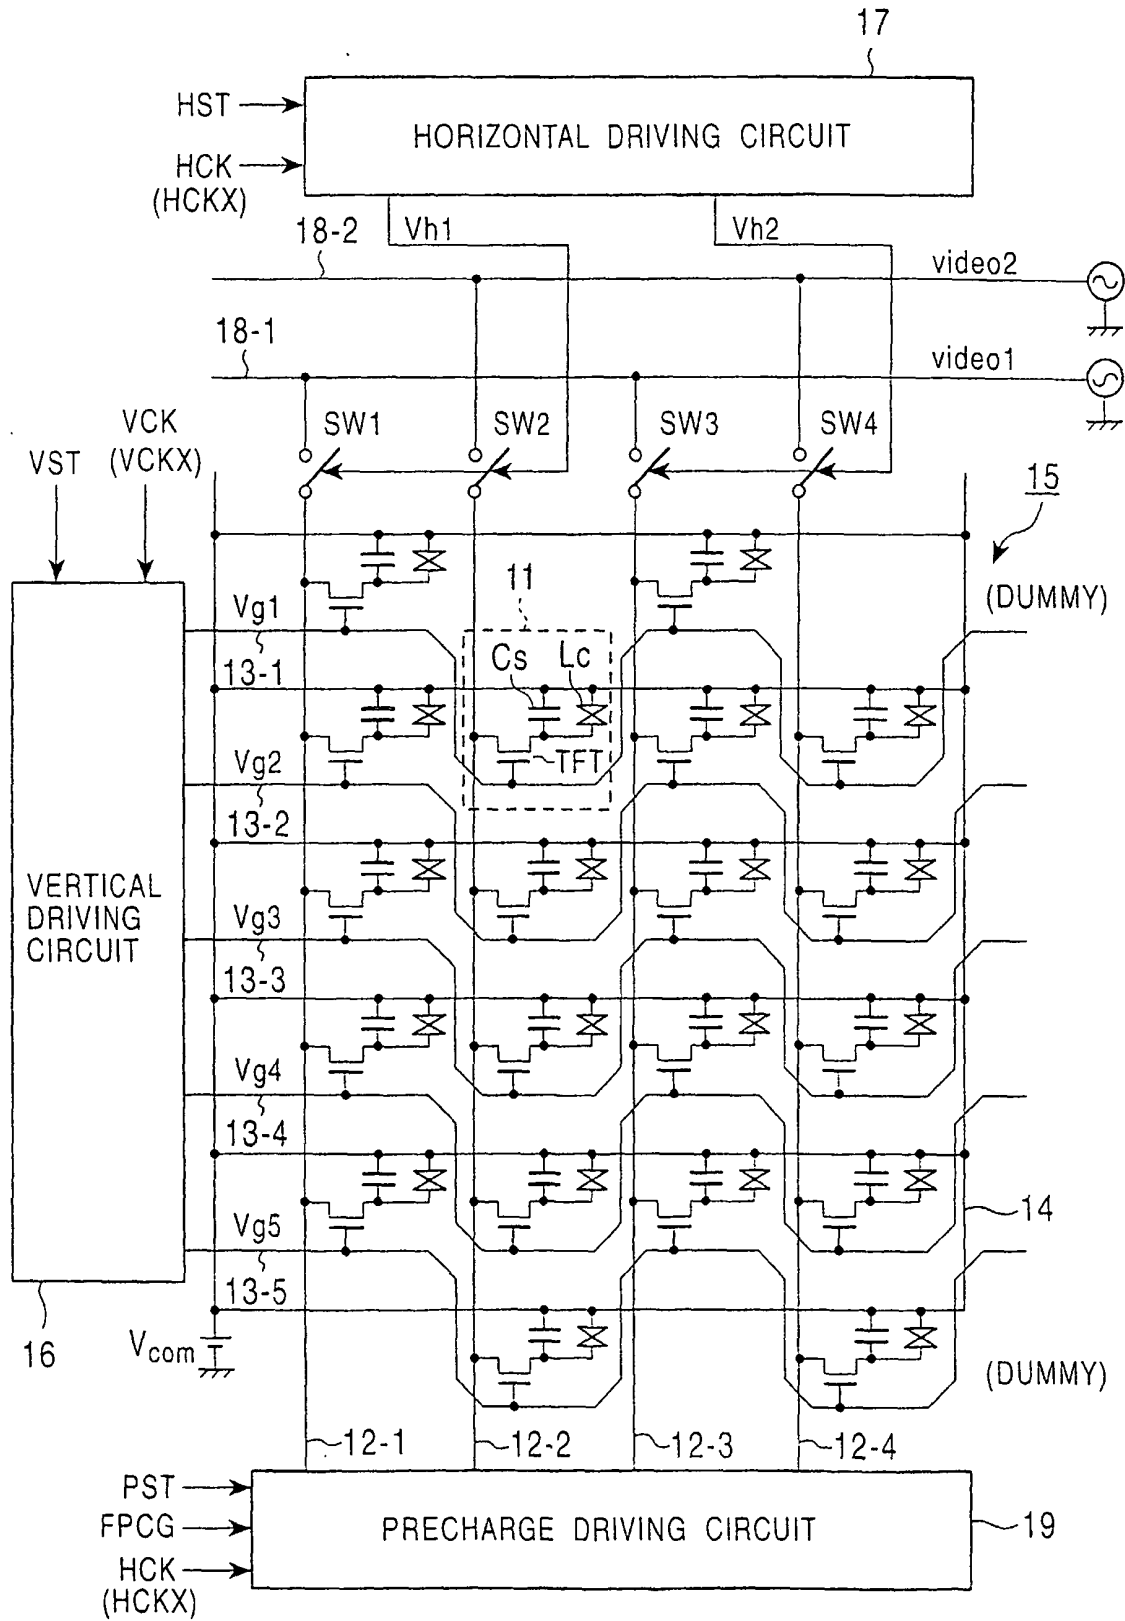 17
HST
HORIZONTAL DRIVING CIRCUIT
HCK
(HCKX)
Vh1
Vh2
18-2
video2
18-1
video1
SW1
SW2
SW3
SW4
VCK
(VCKX)
VST
15
(DUMMY)
11
Vg1
13-1
Cs
Lc
TFT
Vg2
13-2
VERTICAL
DRIVING
CIRCUIT
Vg3
13-3
Vg4
13-4
14
Vg5
13-5
16
Vcom
(DUMMY)
12-1
12-2
12-3
12-4
PST
FPCG
PRECHARGE DRIVING CIRCUIT
19
HCK
(HCKX)